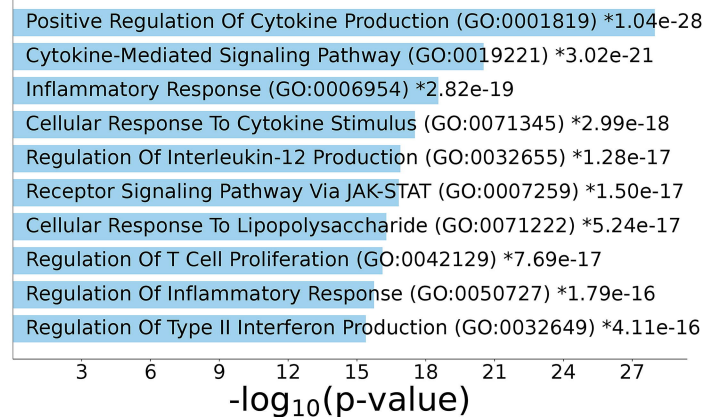 Positive Regulation Of Cytokine Production (GO:0001819) *1.04e-28
Cytokine-Mediated Signaling Pathway (GO:0019221) *3.02e-21
Inflammatory Response (GO:0006954) *2.82e-19
Cellular Response To Cytokine Stimulus (GO:0071345) *2.99e-18
Regulation Of Interleukin-12 Production (GO:0032655) *1.28e-17
Receptor Signaling Pathway Via JAK-STAT (GO:0007259) *1.50e-17
Cellular Response To Lipopolysaccharide (GO:0071222) *5.24e-17
Regulation Of T Cell Proliferation (GO:0042129) *7.69e-17
Regulation Of Inflammatory Response (GO:0050727) *1.79e-16
Regulation Of Type II Interferon Production (GO:0032649) *4.11e-16
3 6 9 12 15 18 21 24 27
-log₁₀(p-value)